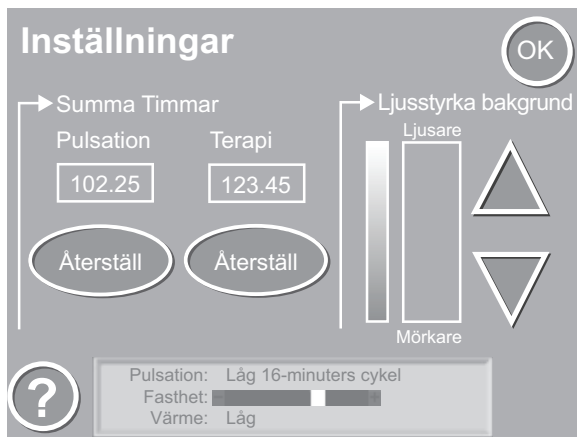 Inställningar
OK
Summa Timmar
Pulsation
Terapi
102.25
123.45
Återställ
Återställ
Ljusstyrka bakgrund
Ljusare
Mörkare
?
Pulsation: Låg 16-minuters cykel
Fasthet: - +
Värme: Låg